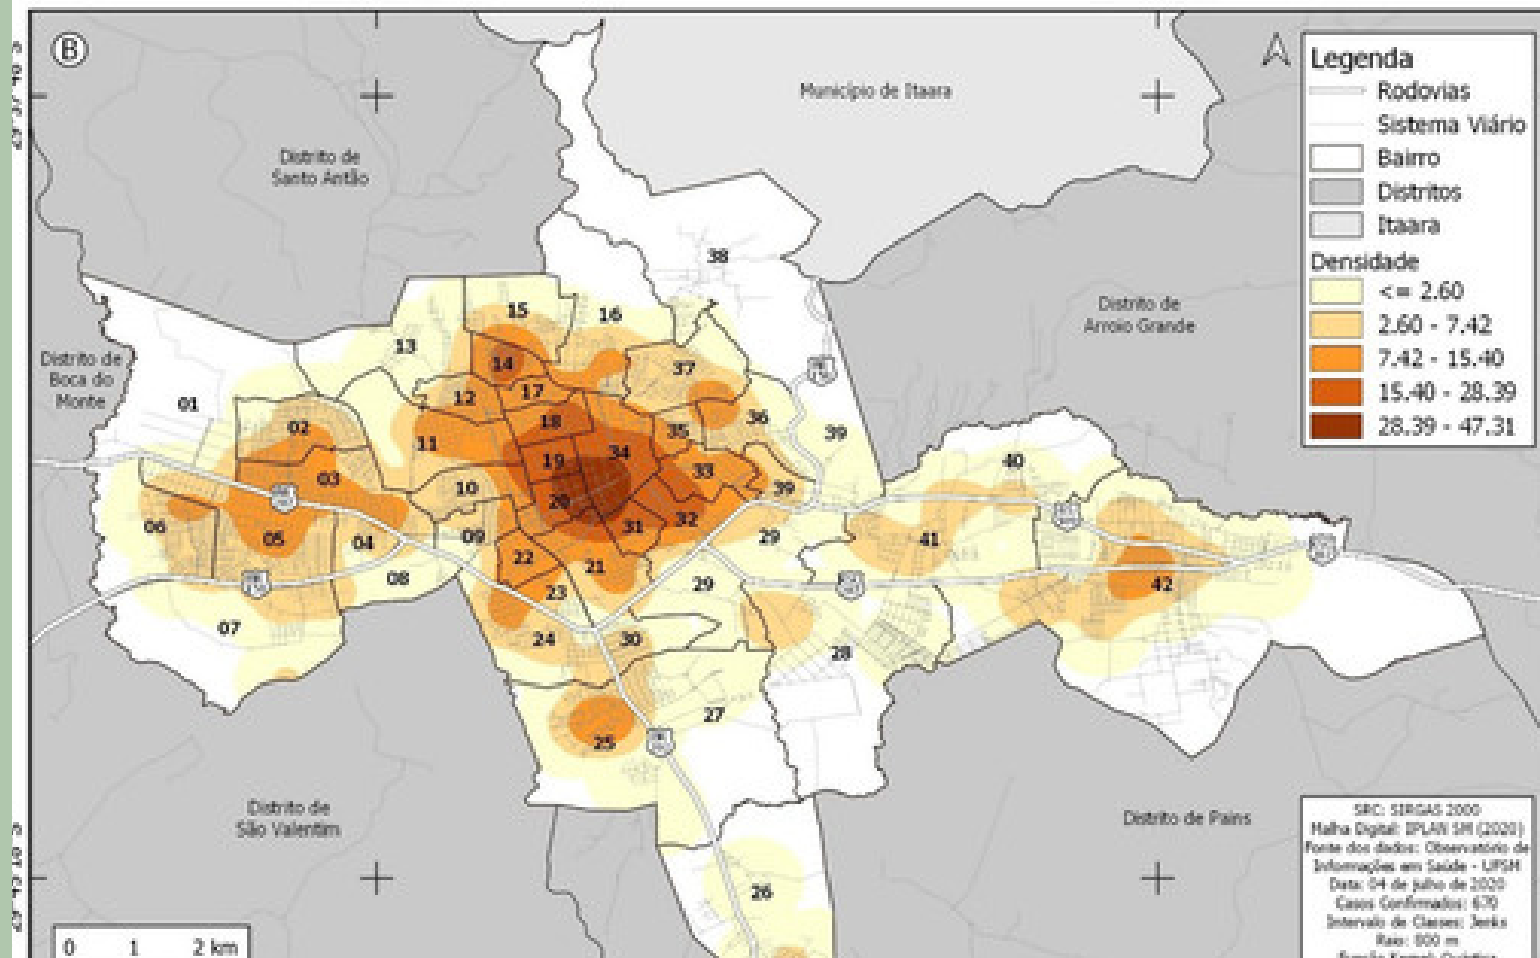 B
Município de Itaara
Distrito de
Santo Antão
Distrito de
Boca do
Monte
Distrito de
Arroio Grande
Distrito de
São Valentim
Distrito de Pains
Legenda
Rodovias
Sistema Viário
Bairro
Distritos
Itaara
Densidade
<= 2.60
2.60 - 7.42
7.42 - 15.40
15.40 - 28.39
28.39 - 47.31
38
15
16
13
14
37
12
17
01
02
18
36
11
35
39
34
19
33
40
03
10
20
39
06
31
32
05
04
09
29
41
22
21
08
23
29
42
07
24
30
28
27
25
26
0 1 2 km
SRC: SIRGAS 2000
Malha Digital: IPLAN SM (2020)
Fonte dos dados: Observatório de
Informações em Saúde - UFSM
Data: 04 de julho de 2020
Casos Confirmados: 670
Intervalo de Classes: Jenks
Raio: 800 m